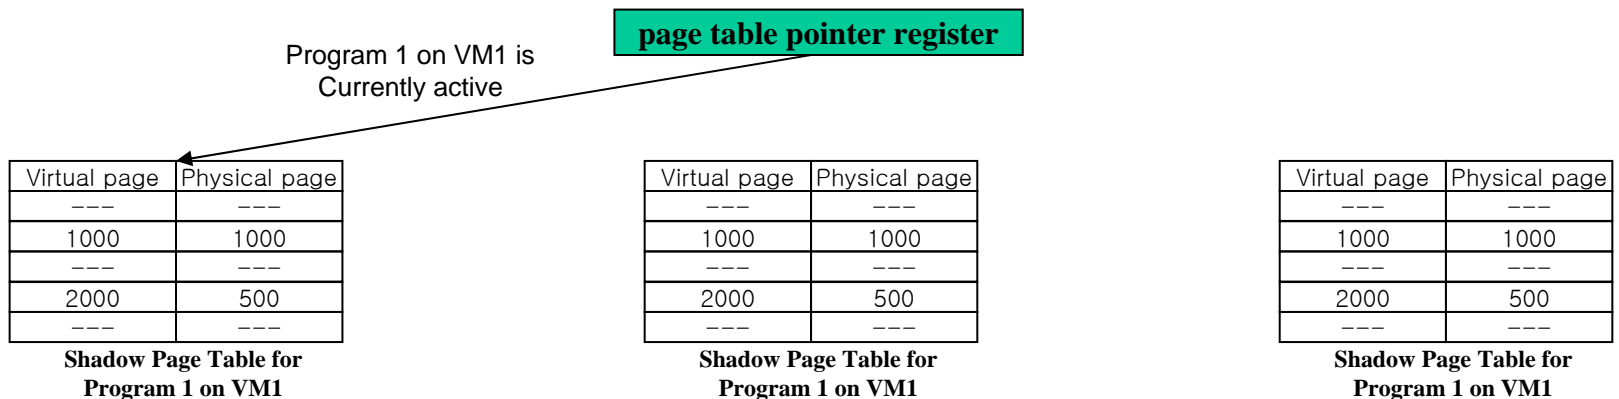 page table pointer register
Program 1 on VM1 is
Currently active
Virtual page Physical page
--- ---
1000 1000
--- ---
2000 500
--- ---
Shadow Page Table for
Program 1 on VM1
Virtual page Physical page
--- ---
1000 1000
--- ---
2000 500
--- ---
Shadow Page Table for
Program 1 on VM1
Virtual page Physical page
--- ---
1000 1000
--- ---
2000 500
--- ---
Shadow Page Table for
Program 1 on VM1